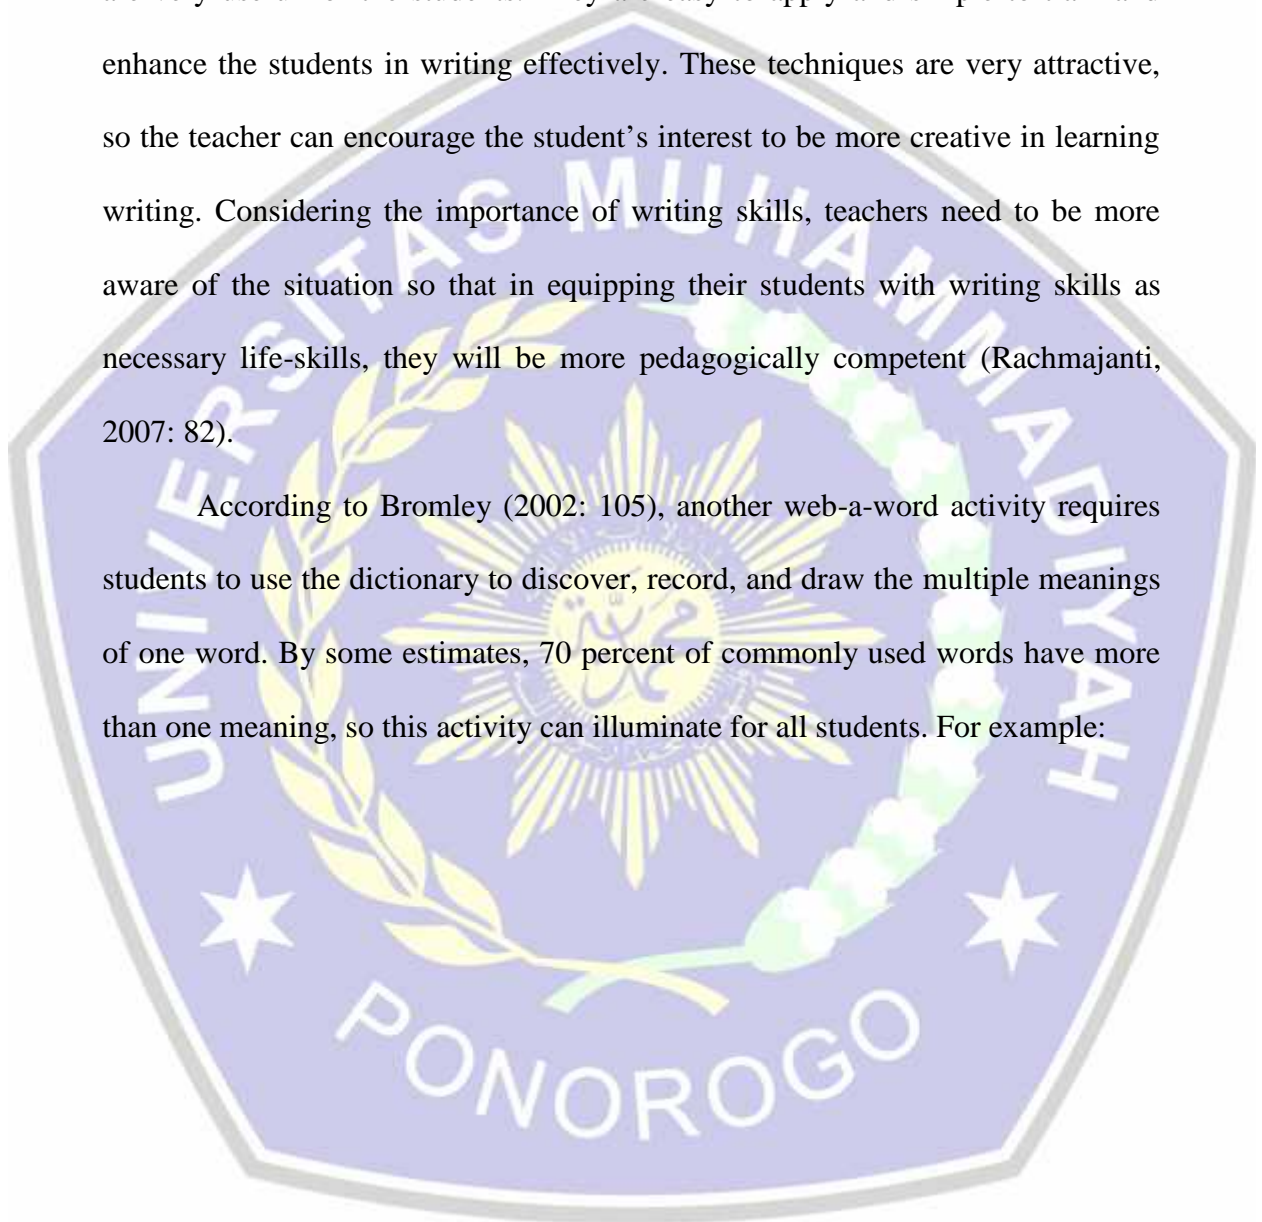 enhance the students in writing effectively. These techniques are very attractive,
so the teacher can encourage the student’s interest to be more creative in learning
writing. Considering the importance of writing skills, teachers need to be more
aware of the situation so that in equipping their students with writing skills as
necessary life-skills, they will be more pedagogically competent (Rachmajanti,
2007: 82).
According to Bromley (2002: 105), another web-a-word activity requires
students to use the dictionary to discover, record, and draw the multiple meanings
of one word. By some estimates, 70 percent of commonly used words have more
than one meaning, so this activity can illuminate for all students. For example:
UNIVERSITAS MUHAMMADIYAH
PONOROGO